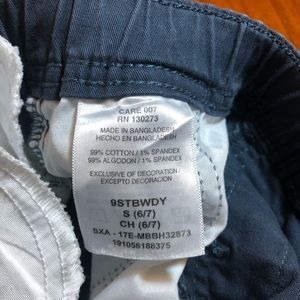 CARE 007
RN 130273
MADE IN BANGLADESH
HECHO EN BANGLADESH
99% COTTON / 1% SPANDEX
99% ALGODON / 1% SPANDEX
EXCLUSIVE OF DECORATION /
EXCEPTO DECORACION
9STBWDY
S (6/7)
CH (6/7)
SXA - 17E-MBBH32873
191056188375